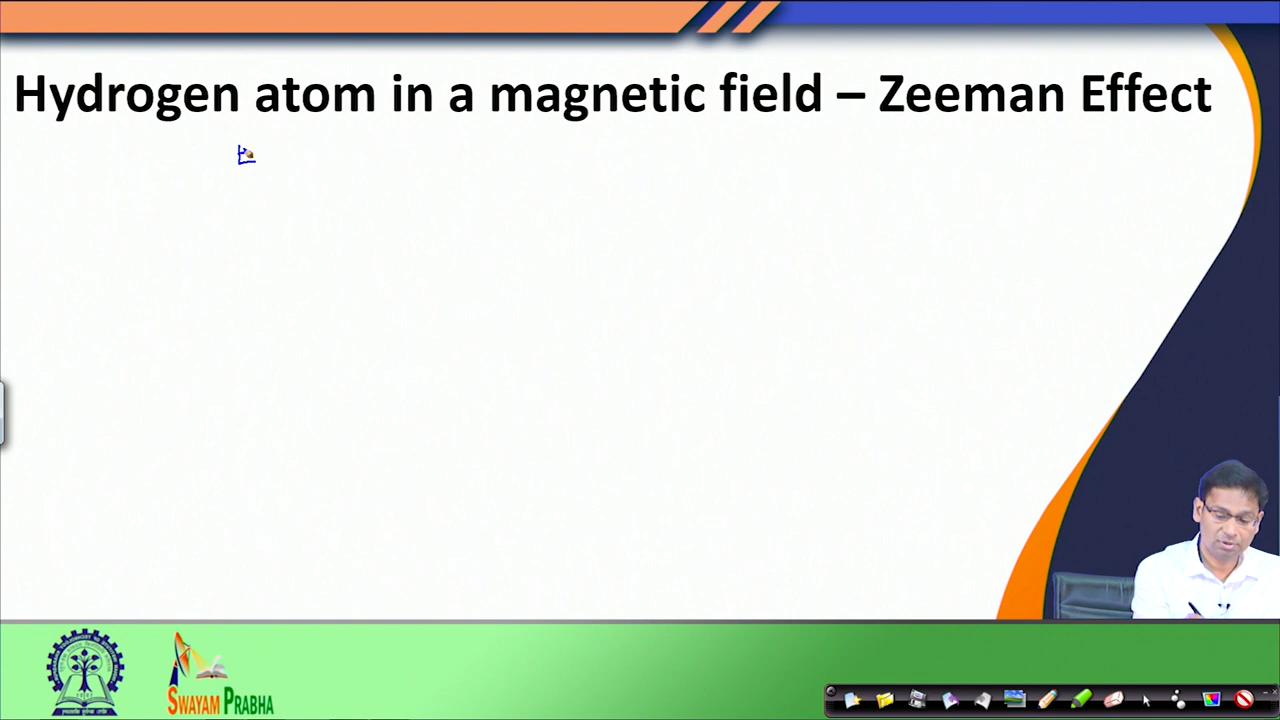 Hydrogen atom in a magnetic field – Zeeman Effect
SWAYAM PRABHA